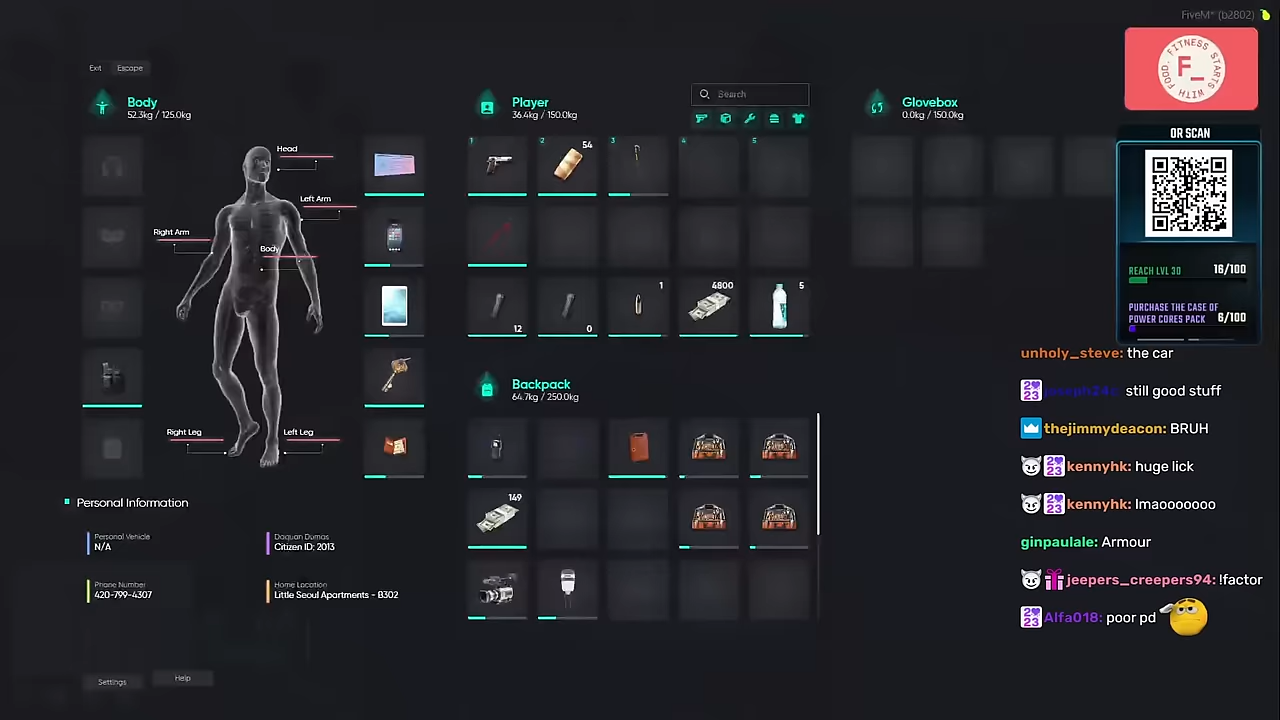 FiveM* (b2802)
Exit Escape
Body
52.3kg / 125.0kg
Head
Left Arm
Right Arm
Body
Right Leg
Left Leg
Personal Information
Personal Vehicle
N/A
Daquan Dumas
Citizen ID: 2013
Phone Number
420-799-4307
Home Location
Little Seoul Apartments - B302
Settings
Help
Player
36.4kg / 150.0kg
Search
1
2
54
3
4
5
12
0
1
4800
5
Backpack
64.7kg / 250.0kg
149
Glovebox
0.0kg / 150.0kg
FITNESS STARTS WITH FOOD.
F_
OR SCAN
REACH LVL 30 16/100
PURCHASE THE CASE OF
POWER CORES PACK 6/100
unholy_steve: the car
still good stuff
thejimmydeacon: BRUH
kennyhk: huge lick
kennyhk: lmaooooooo
ginpaulale: Armour
jeepers_creepers94: !factor
Alfa018: poor pd